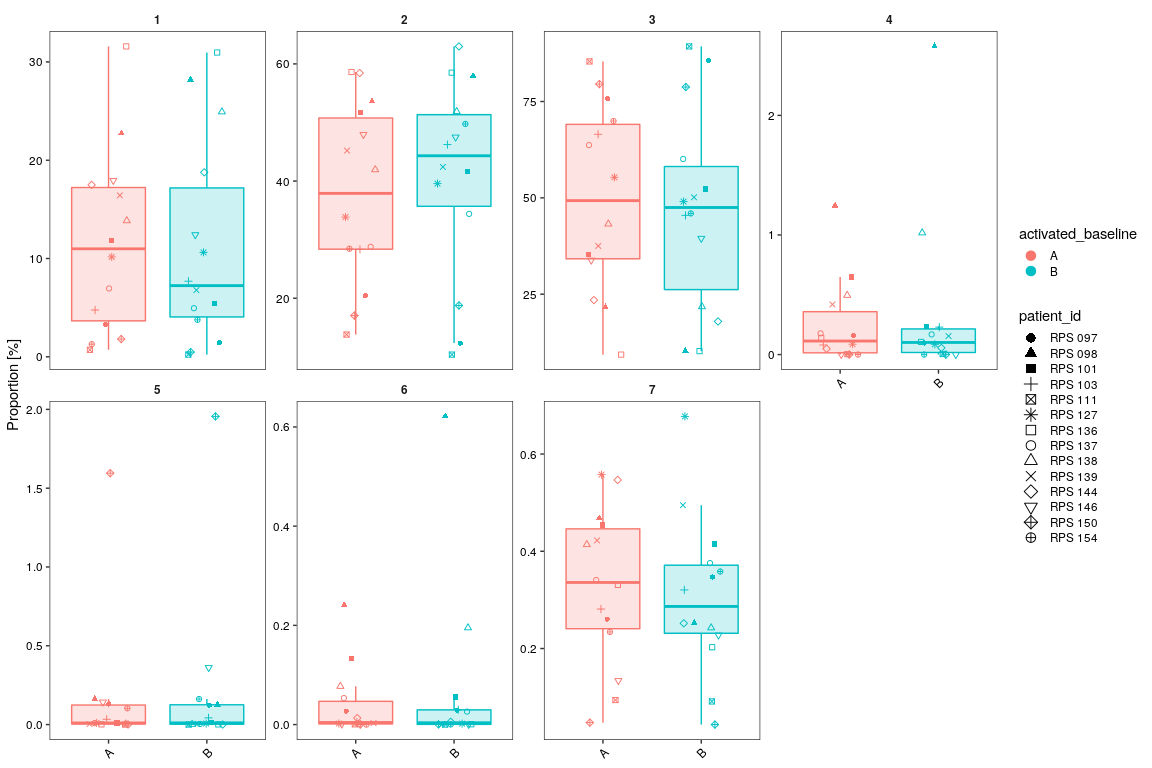 1 2 3 4
30
20
10
0
60
40
20
75
50
25
2
1
0
A B
Proportion [%]
5 6 7
2.0
1.5
1.0
0.5
0.0
0.6
0.4
0.2
0.0
0.6
0.4
0.2
A B A B A B
activated_baseline
A
B
patient_id
RPS 097
RPS 098
RPS 101
RPS 103
RPS 111
RPS 127
RPS 136
RPS 137
RPS 138
RPS 139
RPS 144
RPS 146
RPS 150
RPS 154